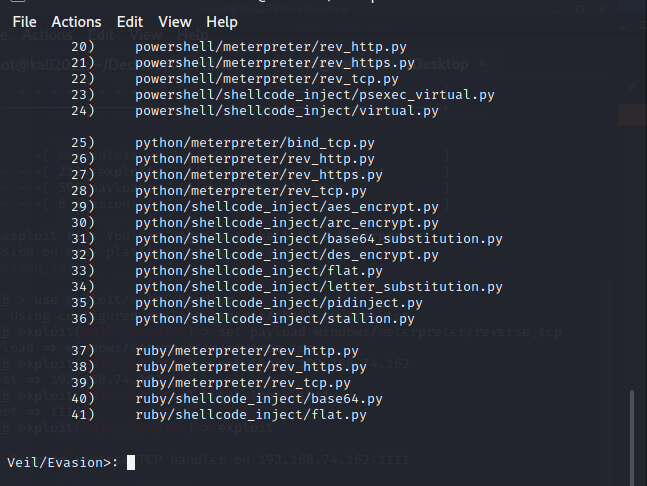 File Actions Edit View Help
20) powershell/meterpreter/rev_http.py
21) powershell/meterpreter/rev_https.py
22) powershell/meterpreter/rev_tcp.py
23) powershell/shellcode_inject/psexec_virtual.py
24) powershell/shellcode_inject/virtual.py
25) python/meterpreter/bind_tcp.py
26) python/meterpreter/rev_http.py
27) python/meterpreter/rev_https.py
28) python/meterpreter/rev_tcp.py
29) python/shellcode_inject/aes_encrypt.py
30) python/shellcode_inject/arc_encrypt.py
31) python/shellcode_inject/base64_substitution.py
32) python/shellcode_inject/des_encrypt.py
33) python/shellcode_inject/flat.py
34) python/shellcode_inject/letter_substitution.py
35) python/shellcode_inject/pidinject.py
36) python/shellcode_inject/stallion.py
37) ruby/meterpreter/rev_http.py
38) ruby/meterpreter/rev_https.py
39) ruby/meterpreter/rev_tcp.py
40) ruby/shellcode_inject/base64.py
41) ruby/shellcode_inject/flat.py
Veil/Evasion>: